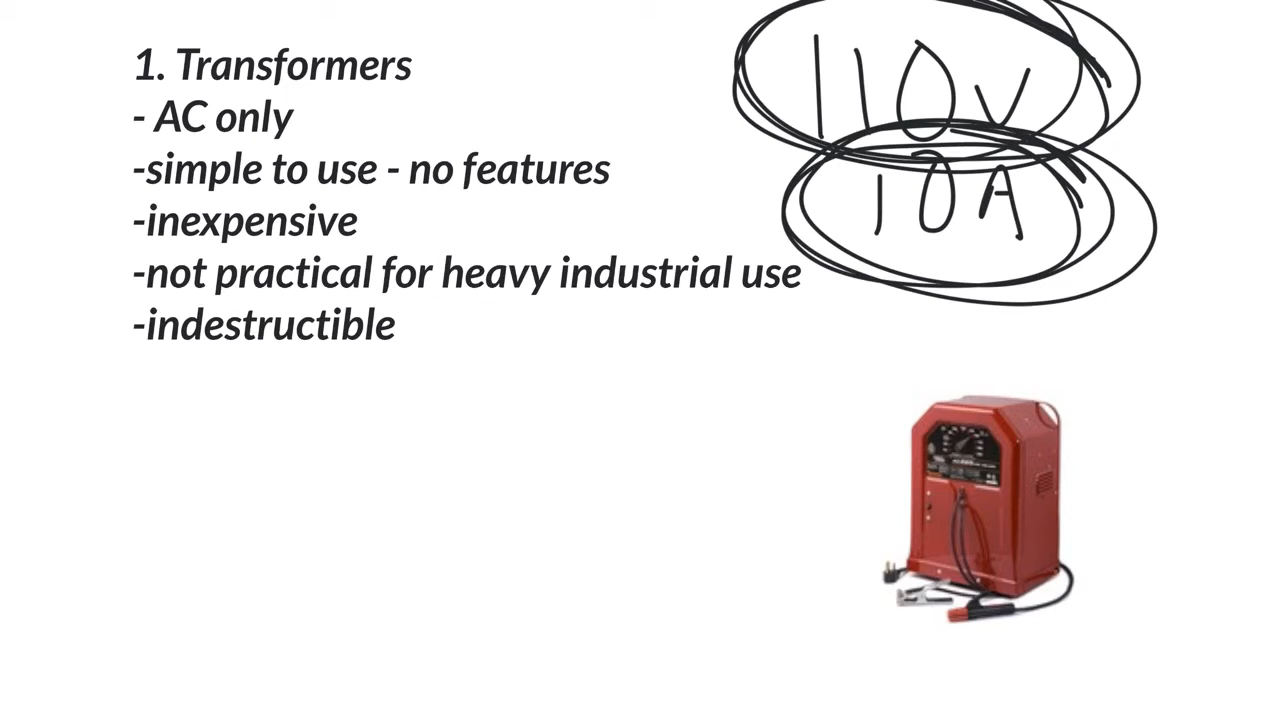 1. Transformers
- AC only
-simple to use - no features
-inexpensive
-not practical for heavy industrial use
-indestructible
110V
10A